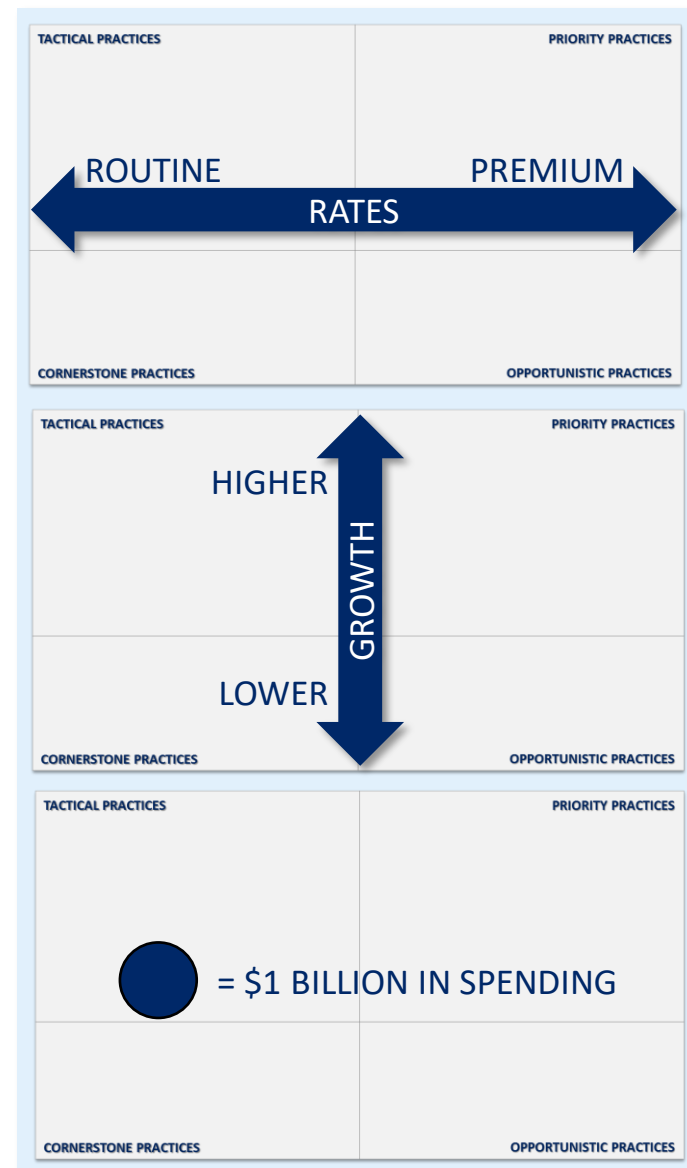 TACTICAL PRACTICES
PRIORITY PRACTICES
ROUTINE
PREMIUM
RATES
CORNERSTONE PRACTICES
OPPORTUNISTIC PRACTICES
TACTICAL PRACTICES
PRIORITY PRACTICES
HIGHER
GROWTH
LOWER
CORNERSTONE PRACTICES
OPPORTUNISTIC PRACTICES
TACTICAL PRACTICES
PRIORITY PRACTICES
= $1 BILLION IN SPENDING
CORNERSTONE PRACTICES
OPPORTUNISTIC PRACTICES